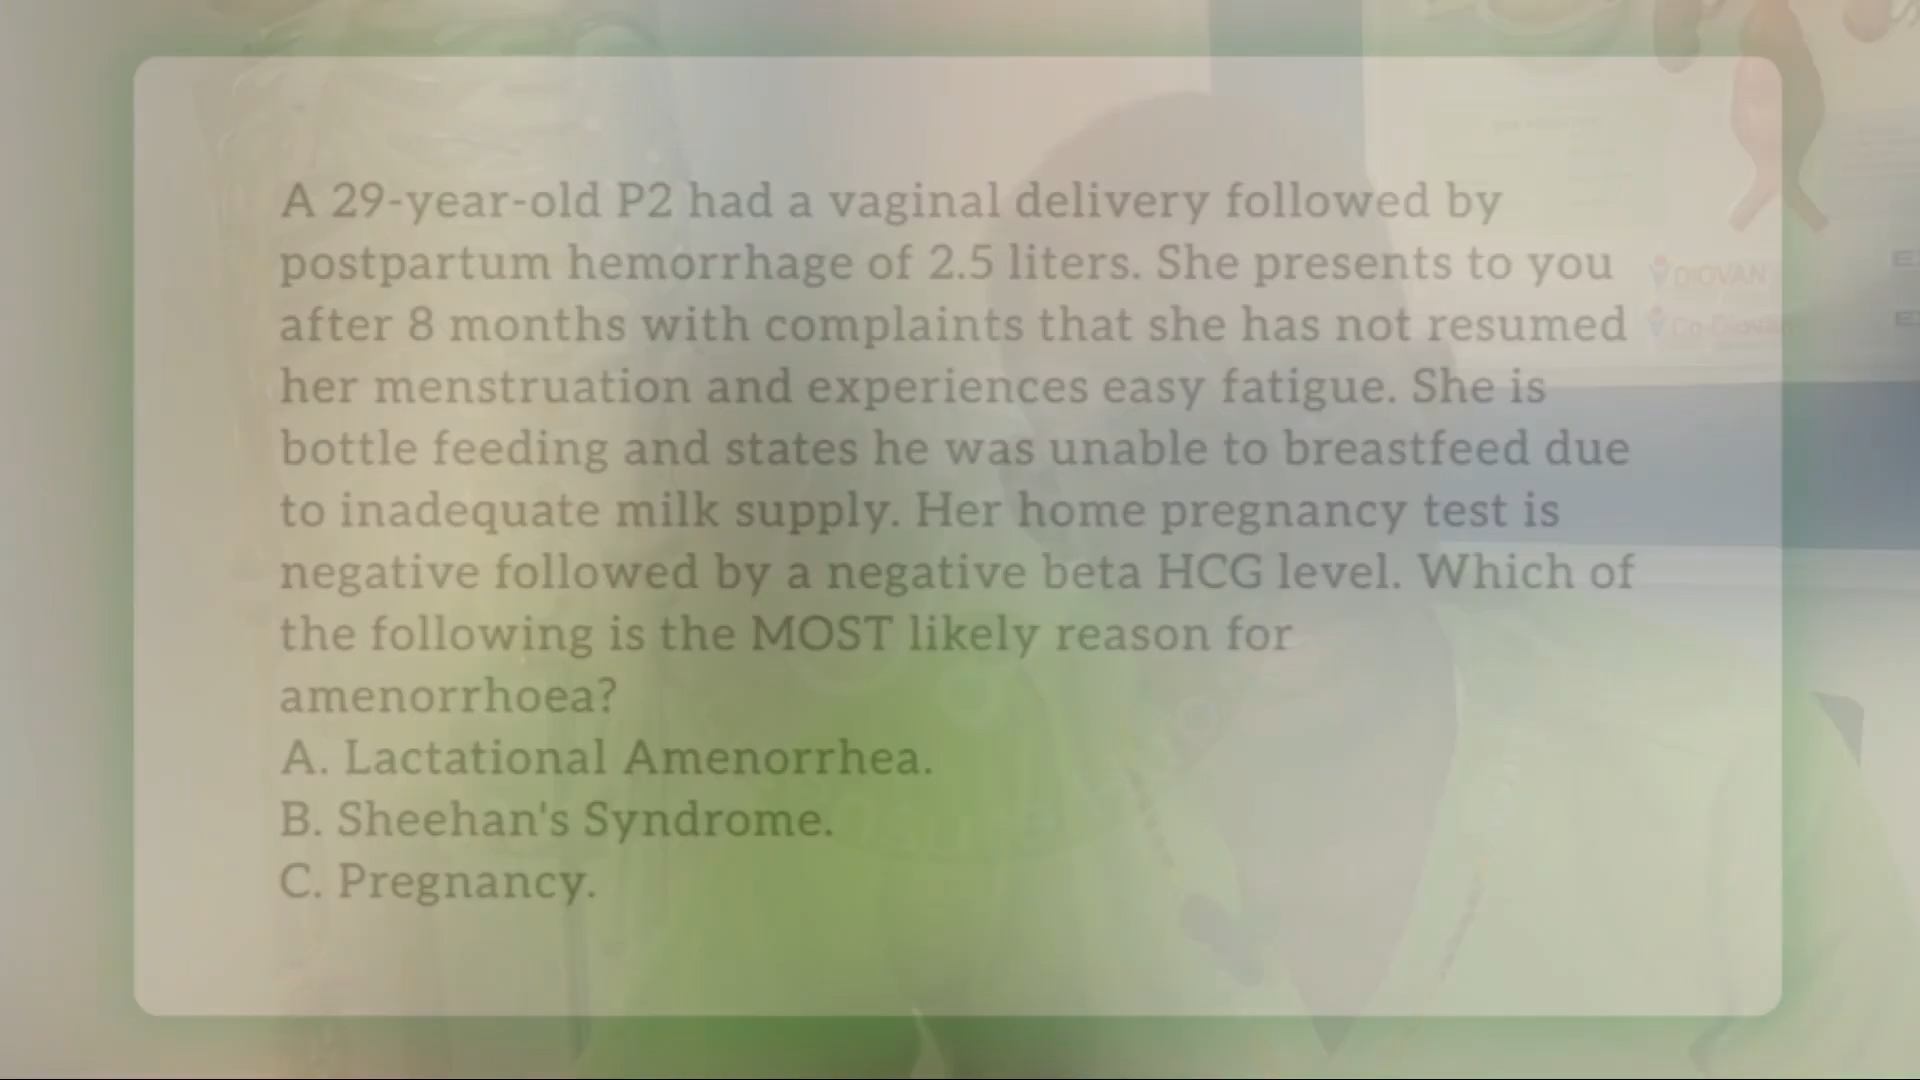 A 29-year-old P2 had a vaginal delivery followed by
postpartum hemorrhage of 2.5 liters. She presents to you
after 8 months with complaints that she has not resumed
her menstruation and experiences easy fatigue. She is
bottle feeding and states he was unable to breastfeed due
to inadequate milk supply. Her home pregnancy test is
negative followed by a negative beta HCG level. Which of
the following is the MOST likely reason for
amenorrhoea?
A. Lactational Amenorrhea.
B. Sheehan's Syndrome.
C. Pregnancy.
DIOVAN
Co-Diovan